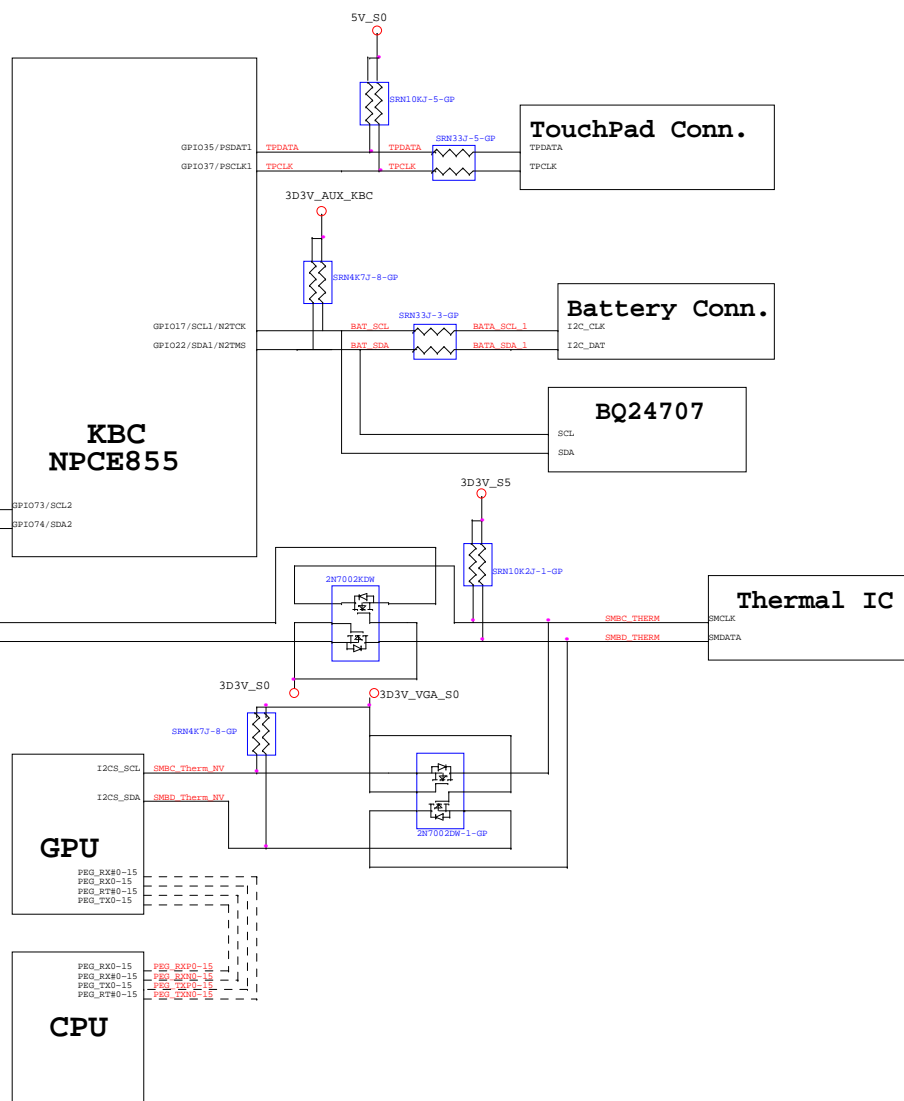 5V_S0
SRN10KJ-5-GP
TouchPad Conn.
SRN33J-5-GP
GPIO35/PSDAT1 TPDATA TPDATA TPDATA
GPIO37/PSCLK1 TPCLK TPCLK TPCLK
3D3V_AUX_KBC
SRN4K7J-8-GP
Battery Conn.
SRN33J-3-GP
GPIO17/SCL1/N2TCK BAT_SCL BATA_SCL_1 I2C_CLK
GPIO22/SDA1/N2TMS BAT_SDA BATA_SDA_1 I2C_DAT
BQ24707
KBC
NPCE855
SCL
SDA
3D3V_S5
GPIO73/SCL2
GPIO74/SDA2
SRN10K2J-1-GP
2N7002KDW
Thermal IC
SMBC_THERM SMCLK
SMBD_THERM SMDATA
3D3V_S0
3D3V_VGA_S0
SRN4K7J-8-GP
I2CS_SCL SMBC_Therm_NV
I2CS_SDA SMBD_Therm_NV
2N7002DW-1-GP
GPU
PEG_RX#0-15
PEG_RX0-15
PEG_RT#0-15
PEG_TX0-15
PEG_RX0-15 PEG_RXP0-15
PEG_RX#0-15 PEG_RXN0-15
PEG_TX0-15 PEG_TXP0-15
PEG_RT#0-15 PEG_TXN0-15
CPU